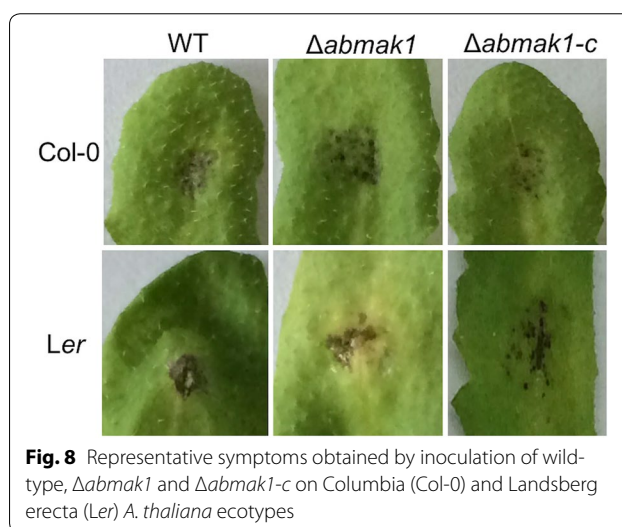 WT Δabmak1 Δabmak1-c
Col-0
Ler
Fig. 8 Representative symptoms obtained by inoculation of wild-
type, Δabmak1 and Δabmak1-c on Columbia (Col-0) and Landsberg
erecta (Ler) A. thaliana ecotypes